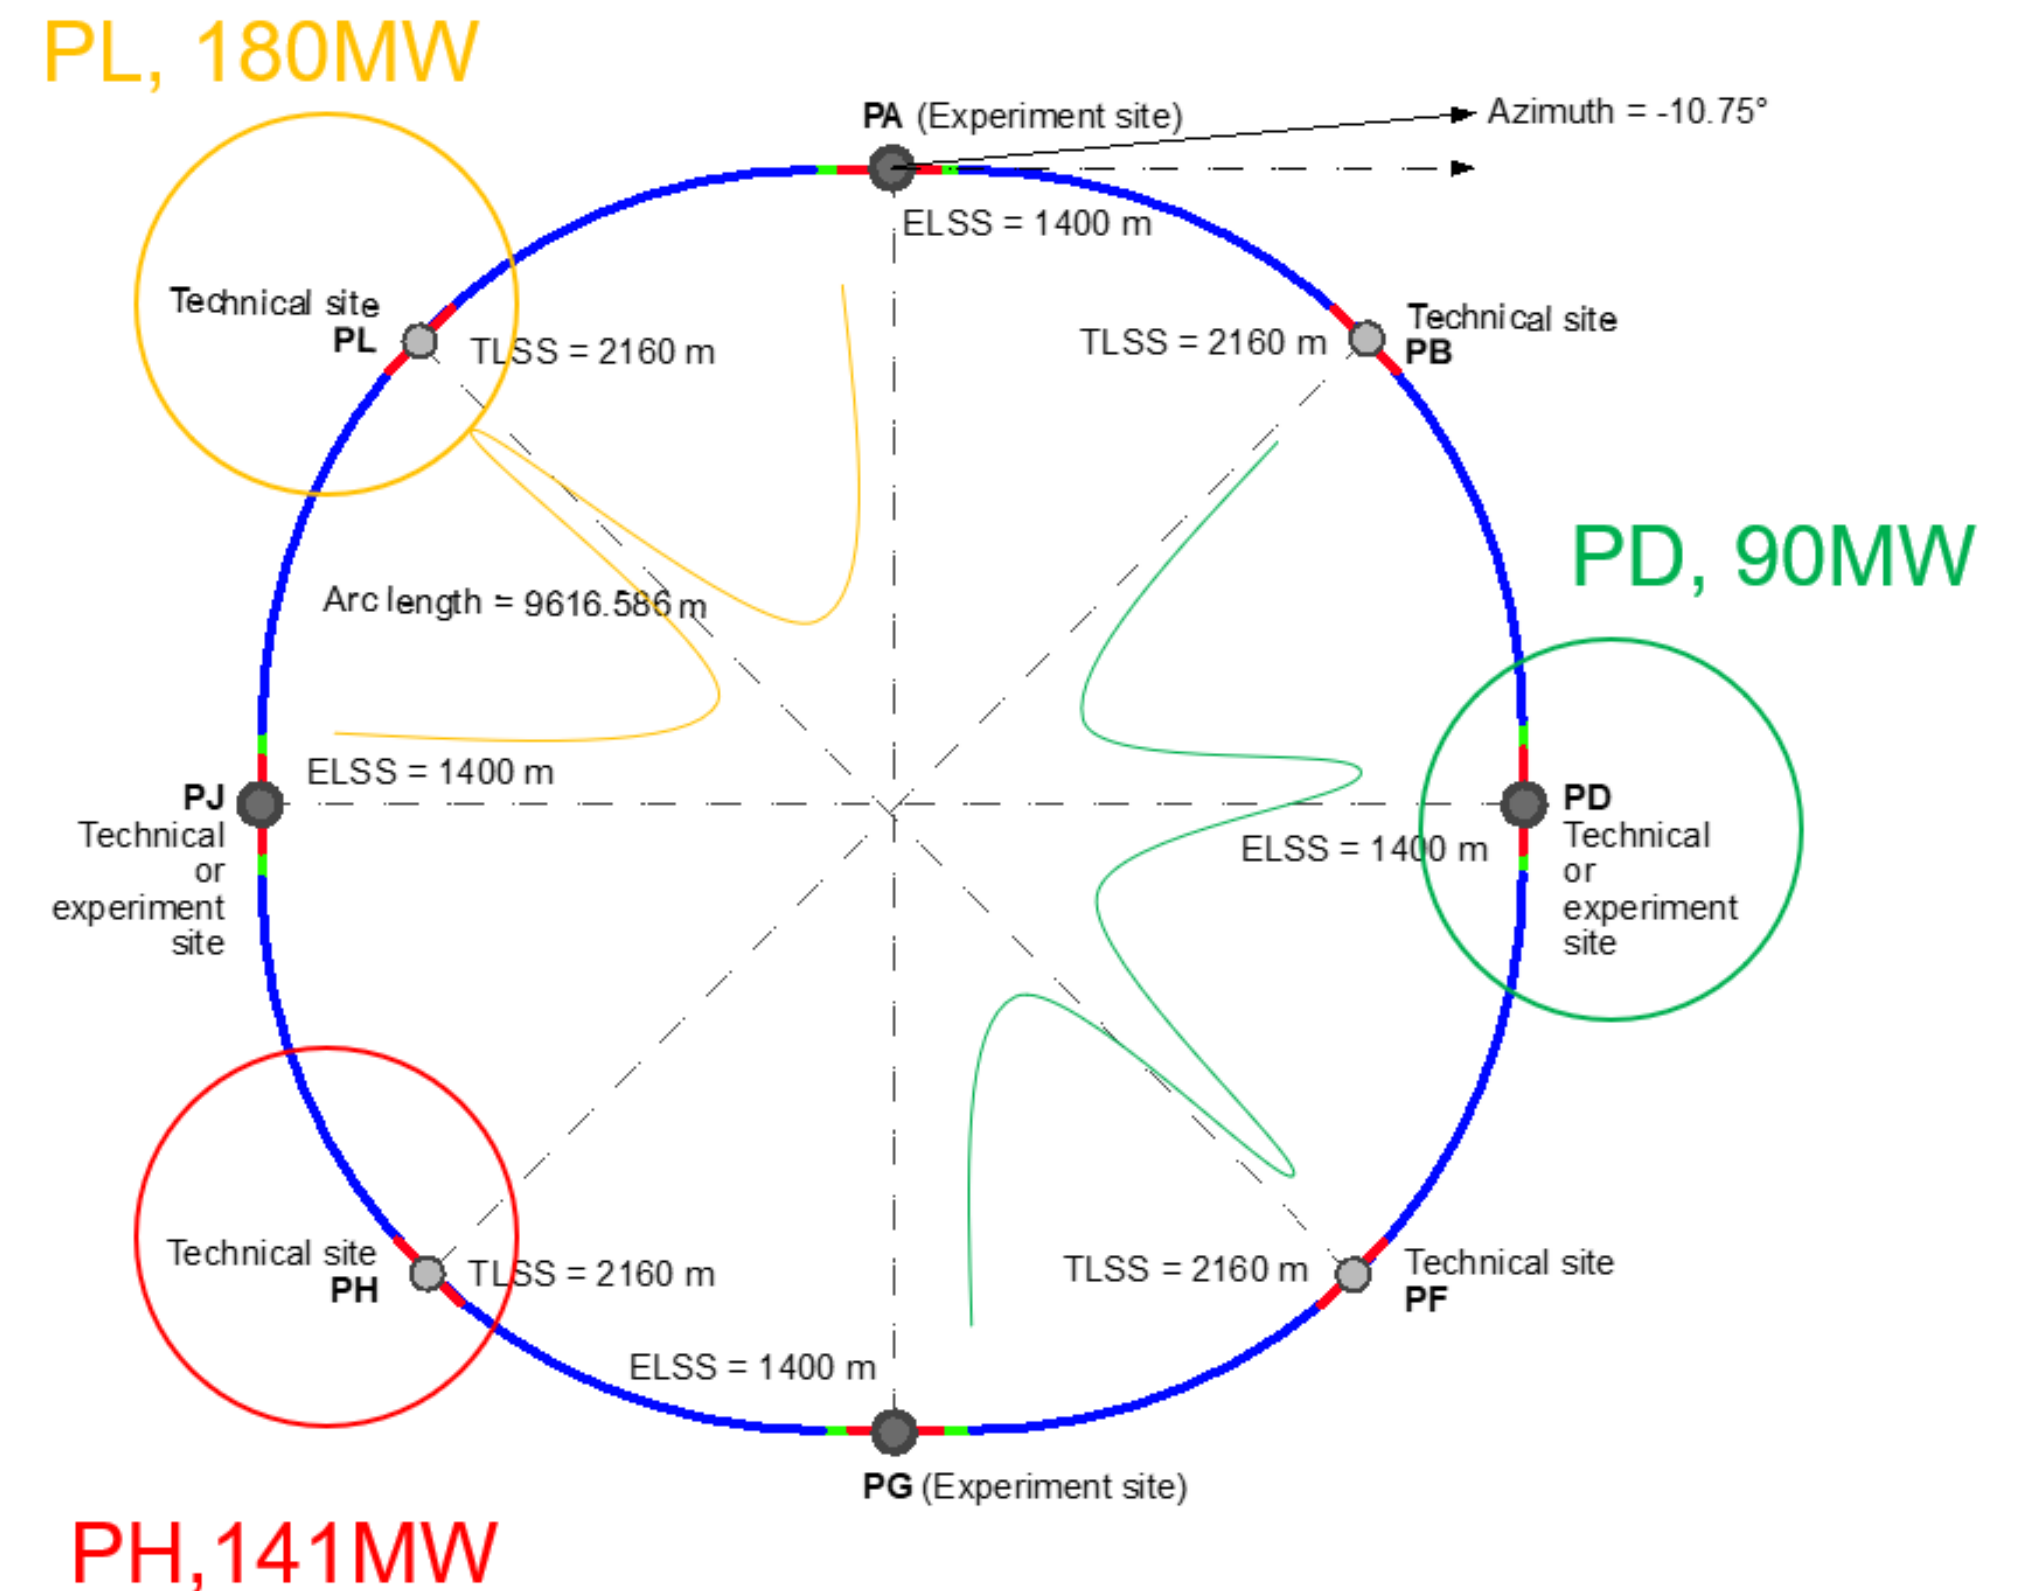 PL, 180MW
PA (Experiment site)
Azimuth = -10.75°
ELSS = 1400 m
Technical site
PL
TLSS = 2160 m
TLSS = 2160 m
Technical site
PB
PD, 90MW
Arc length = 9616.586 m
ELSS = 1400 m
PJ
Technical
or
experiment
site
ELSS = 1400 m
PD
Technical
or
experiment
site
Technical site
PH
TLSS = 2160 m
TLSS = 2160 m
Technical site
PF
ELSS = 1400 m
PG (Experiment site)
PH,141MW